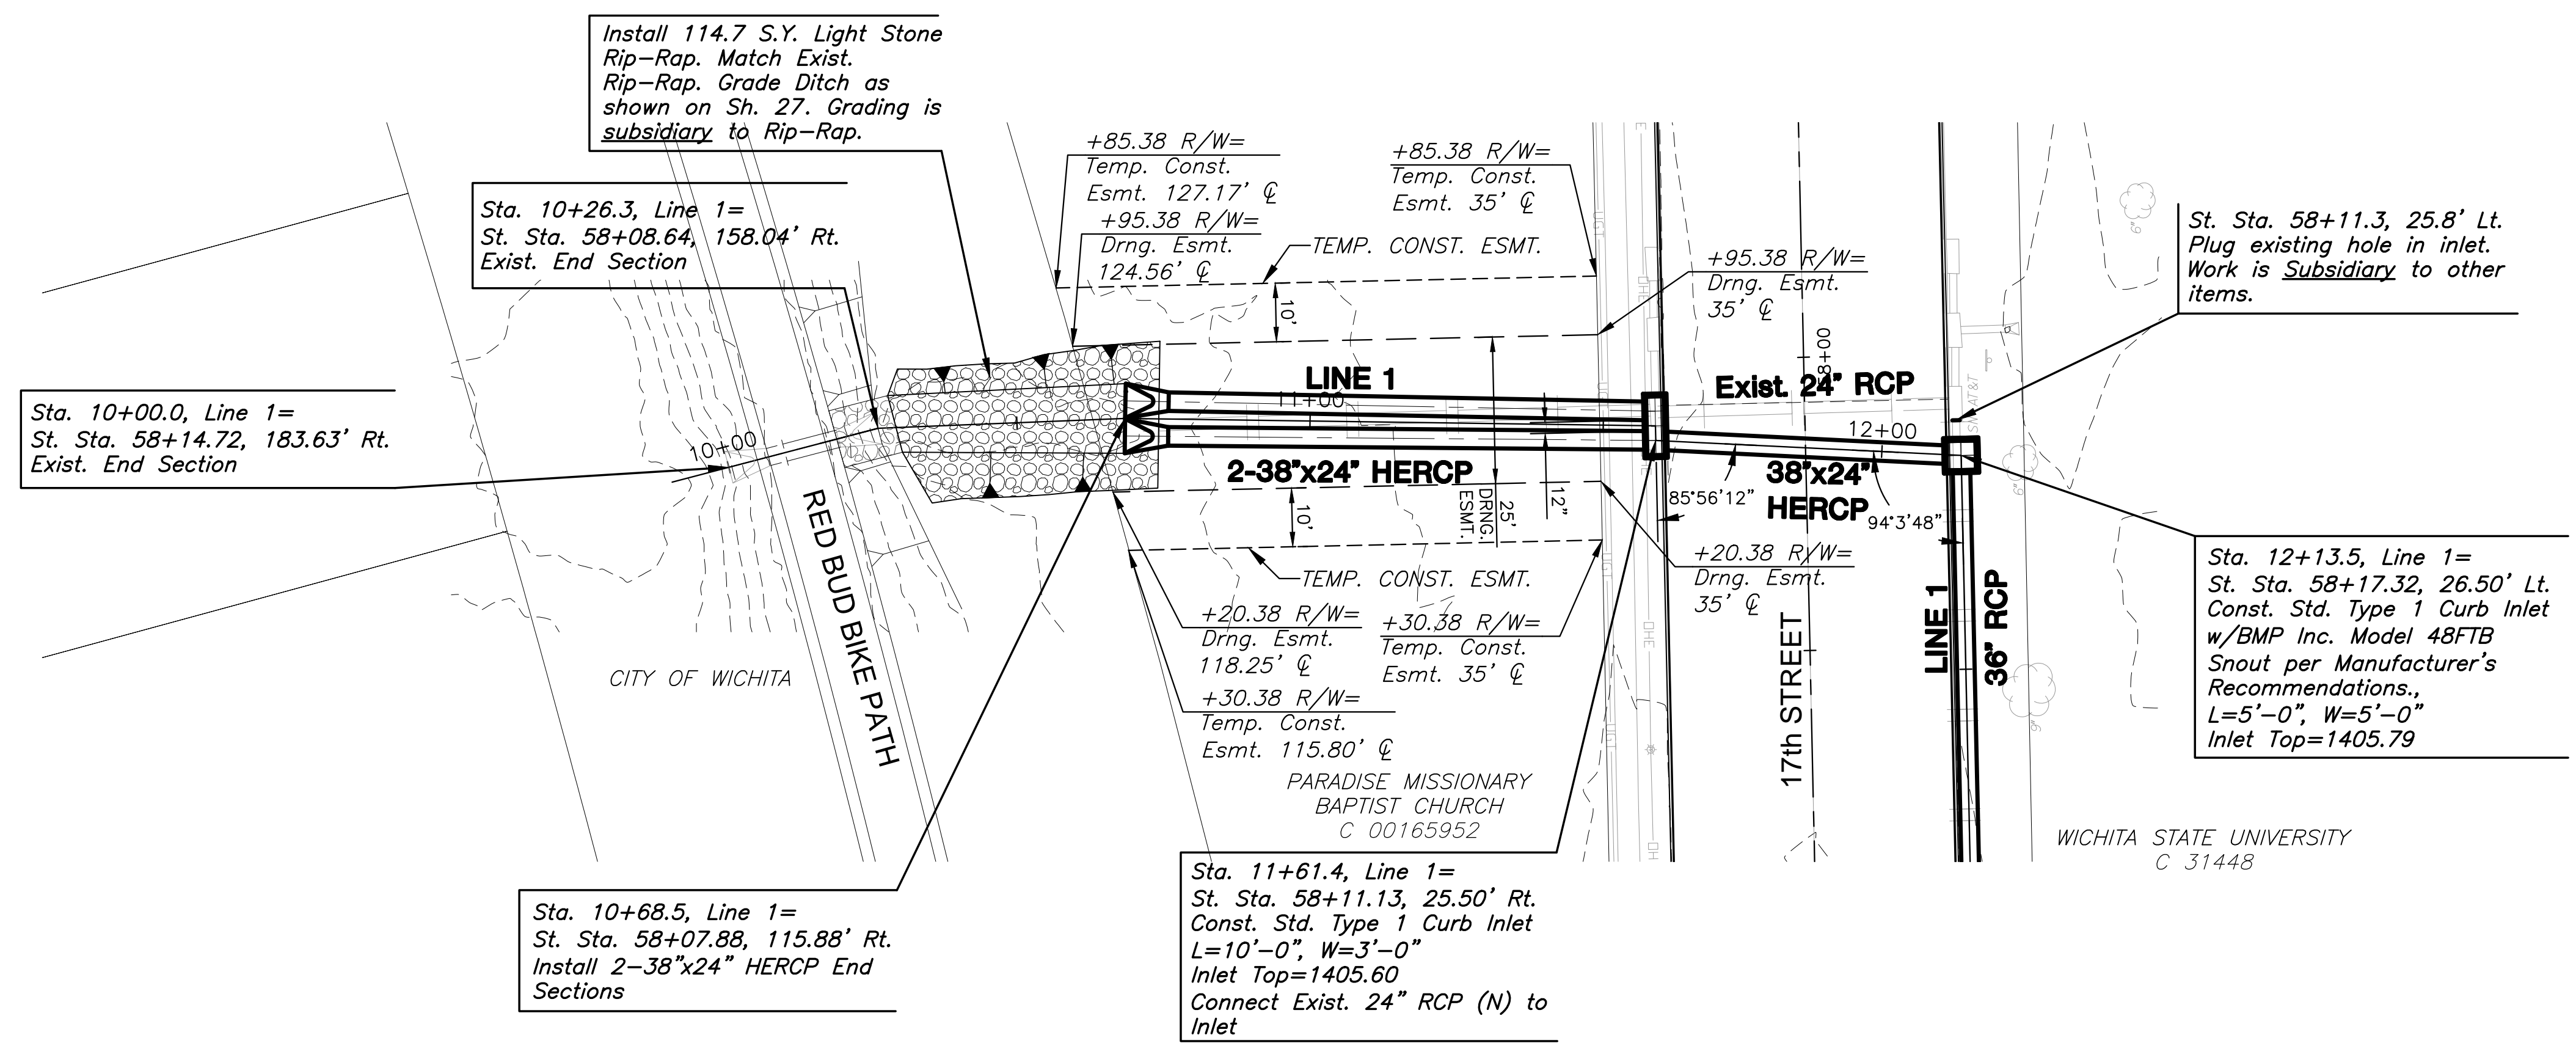 Install 114.7 S.Y. Light Stone
Rip-Rap. Match Exist.
Rip-Rap. Grade Ditch as
shown on Sh. 27. Grading is
subsidiary to Rip-Rap.
Sta. 10+26.3, Line 1=
St. Sta. 58+08.64, 158.04' Rt.
Exist. End Section
Sta. 10+00.0, Line 1=
St. Sta. 58+14.72, 183.63' Rt.
Exist. End Section
+85.38 R/W=
Temp. Const.
Esmt. 127.17' ℄
+95.38 R/W=
Drng. Esmt.
124.56' ℄
+85.38 R/W=
Temp. Const.
Esmt. 35' ℄
TEMP. CONST. ESMT.
+95.38 R/W=
Drng. Esmt.
35' ℄
St. Sta. 58+11.3, 25.8' Lt.
Plug existing hole in inlet.
Work is Subsidiary to other
items.
10'
LINE 1
11+00
Exist. 24" RCP
58+00
10+00
12+00
2-38"x24" HERCP
38"x24"
HERCP
85°56'12"
94°3'48"
DRNG.
ESMT.
25'
12"
10'
TEMP. CONST. ESMT.
+20.38 R/W=
Drng. Esmt.
35' ℄
+20.38 R/W=
Drng. Esmt.
118.25' ℄
+30.38 R/W=
Temp. Const.
Esmt. 35' ℄
+30.38 R/W=
Temp. Const.
Esmt. 115.80' ℄
RED BUD BIKE PATH
CITY OF WICHITA
PARADISE MISSIONARY
BAPTIST CHURCH
C 00165952
17th STREET
LINE 1
36" RCP
UGT
OHE
OHE
6"
6"
6"
Sta. 12+13.5, Line 1=
St. Sta. 58+17.32, 26.50' Lt.
Const. Std. Type 1 Curb Inlet
w/BMP Inc. Model 48FTB
Snout per Manufacturer's
Recommendations.,
L=5'-0", W=5'-0"
Inlet Top=1405.79
WICHITA STATE UNIVERSITY
C 31448
Sta. 10+68.5, Line 1=
St. Sta. 58+07.88, 115.88' Rt.
Install 2-38"x24" HERCP End
Sections
Sta. 11+61.4, Line 1=
St. Sta. 58+11.13, 25.50' Rt.
Const. Std. Type 1 Curb Inlet
L=10'-0", W=3'-0"
Inlet Top=1405.60
Connect Exist. 24" RCP (N) to
Inlet